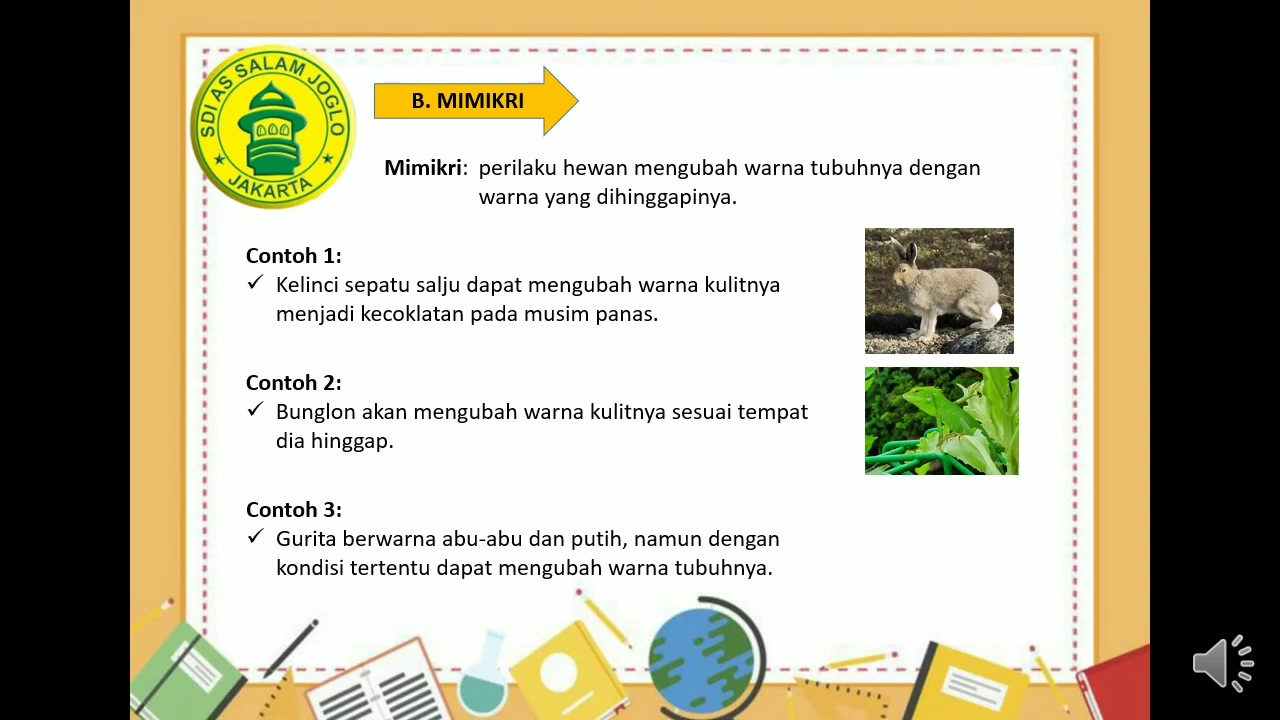 SDI AS SALAM JOGLO
JAKARTA
B. MIMIKRI
Mimikri: perilaku hewan mengubah warna tubuhnya dengan
warna yang dihinggapinya.
Contoh 1:
✓ Kelinci sepatu salju dapat mengubah warna kulitnya
menjadi kecoklatan pada musim panas.
Contoh 2:
✓ Bunglon akan mengubah warna kulitnya sesuai tempat
dia hinggap.
Contoh 3:
✓ Gurita berwarna abu-abu dan putih, namun dengan
kondisi tertentu dapat mengubah warna tubuhnya.